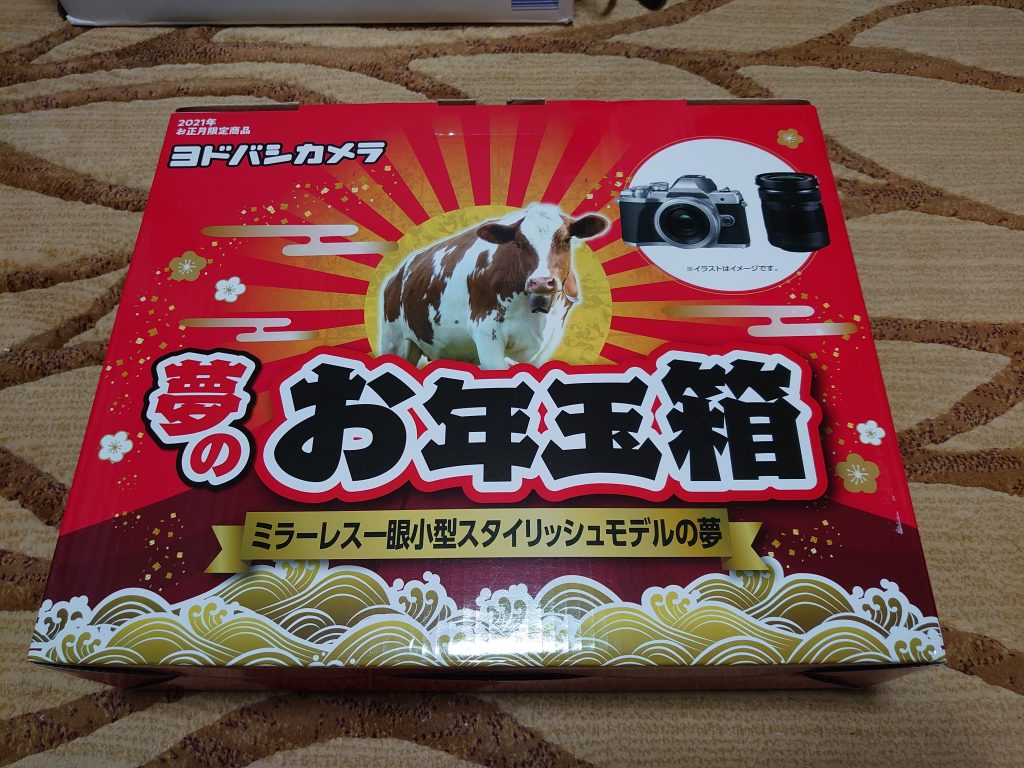 2021年
お正月限定商品
ヨドバシカメラ
※イラストはイメージです。
夢の
お年玉箱
ミラーレス一眼小型スタイリッシュモデルの夢